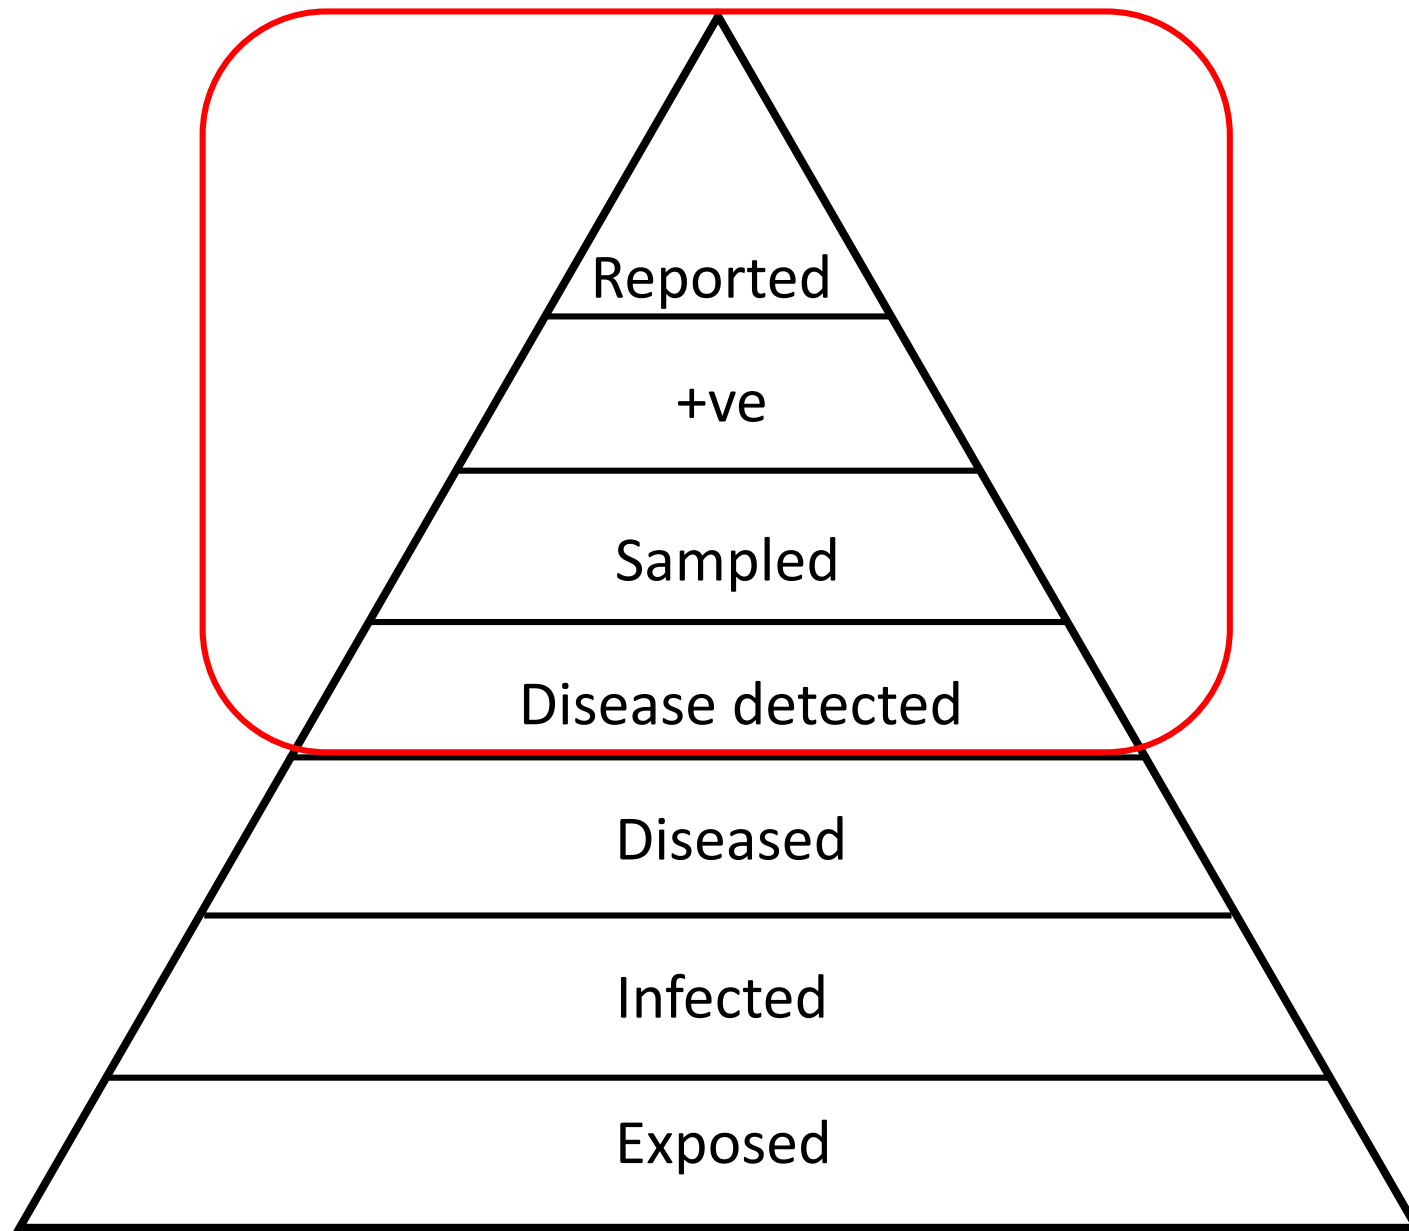 Reported
+ve
Sampled
Disease detected
Diseased
Infected
Exposed